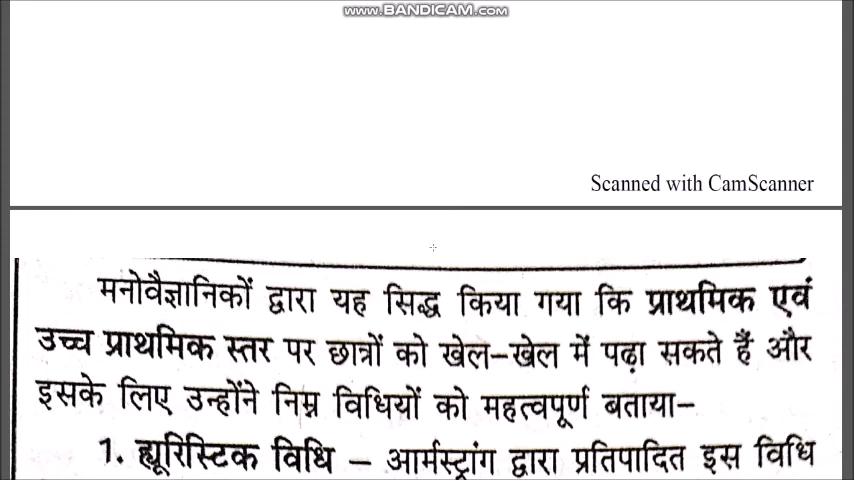 www.BANDICAM.com
Scanned with CamScanner
मनोवैज्ञानिकों द्वारा यह सिद्ध किया गया कि प्राथमिक एवं
उच्च प्राथमिक स्तर पर छात्रों को खेल-खेल में पढ़ा सकते हैं और
इसके लिए उन्होंने निम्न विधियों को महत्वपूर्ण बताया-
1. ह्यूरिस्टिक विधि – आर्मस्ट्रांग द्वारा प्रतिपादित इस विधि